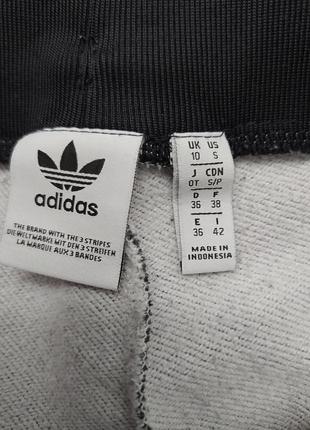 adidas
THE BRAND WITH THE 3 STRIPES
DIE WELTMARKE MIT DEN 3 STREIFEN
LA MARQUE AUX 3 BANDES
UK US
10 S
J CDN
OT S/P
D F
36 38
E I
36 42
MADE IN
INDONESIA